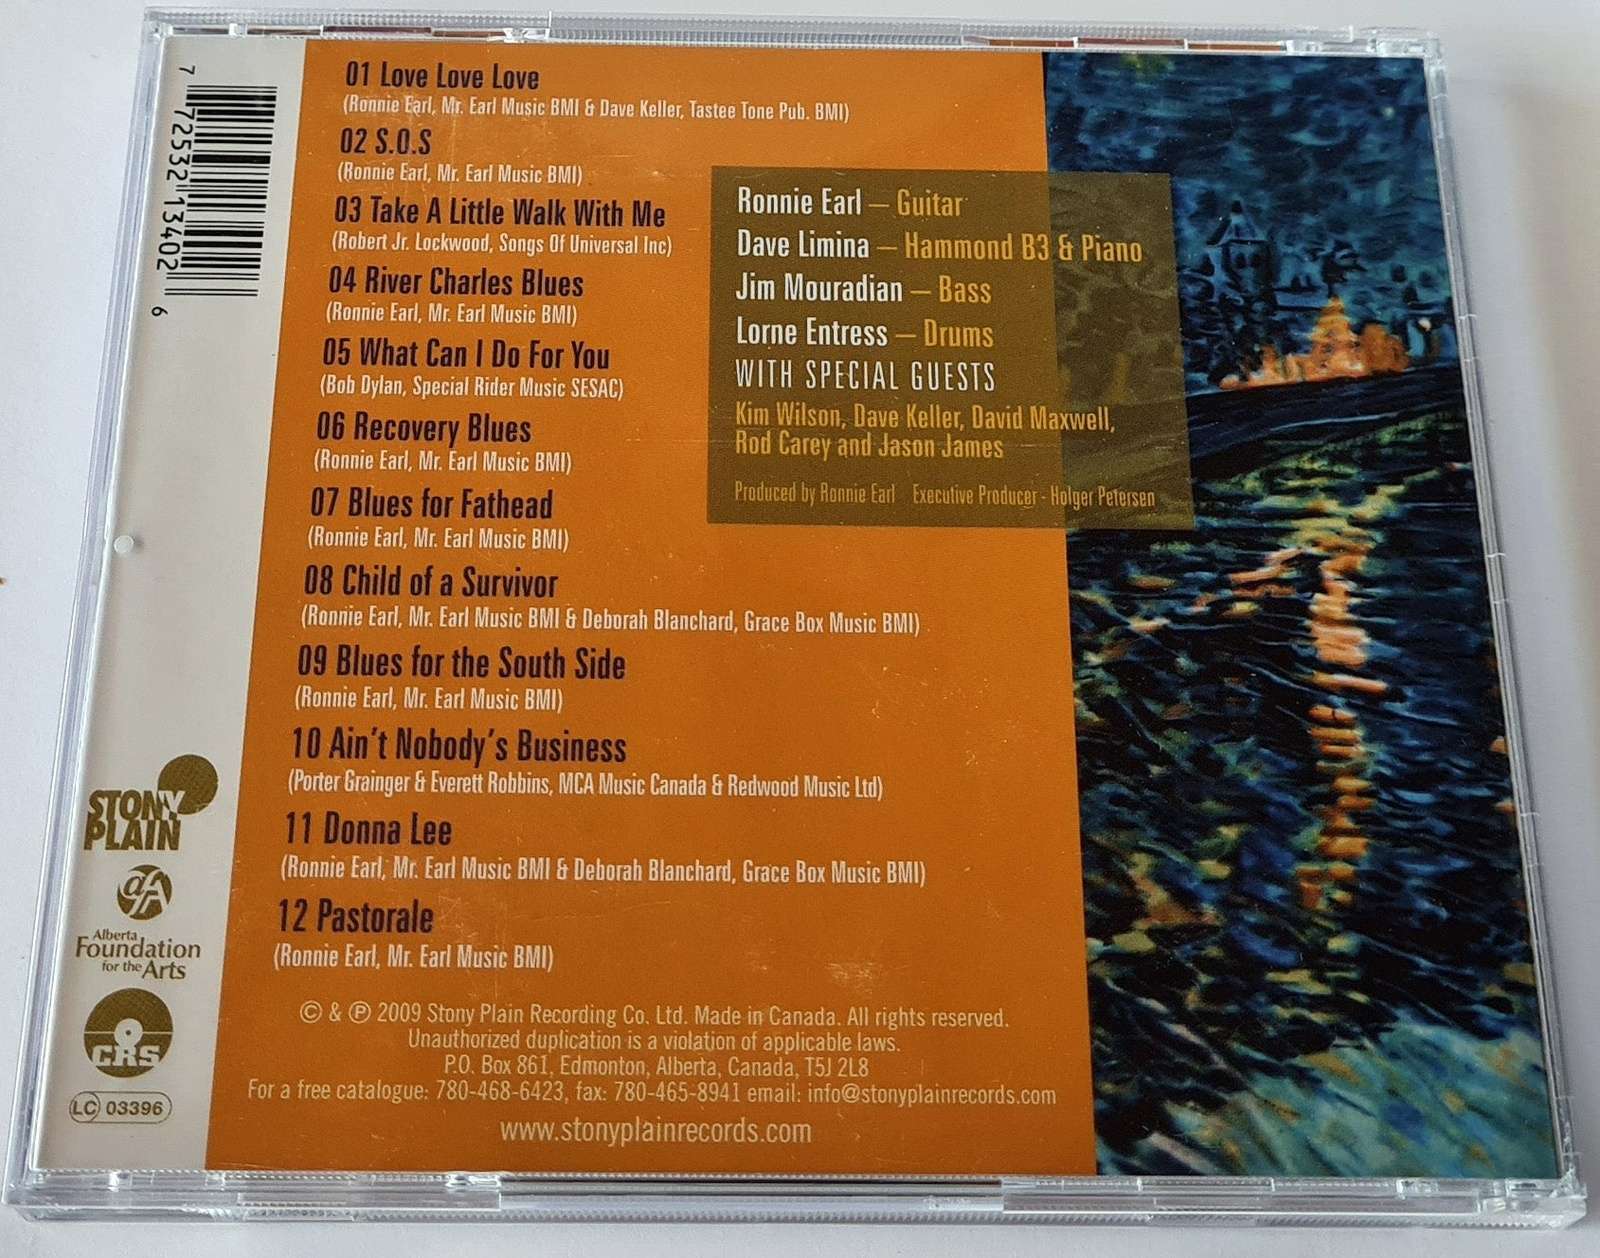 01 Love Love Love
(Ronnie Earl, Mr. Earl Music BMI & Dave Keller, Tastee Tone Pub. BMI)
02 S.O.S
(Ronnie Earl, Mr. Earl Music BMI)
03 Take A Little Walk With Me
(Robert Jr. Lockwood, Songs Of Universal Inc)
04 River Charles Blues
(Ronnie Earl, Mr. Earl Music BMI)
05 What Can I Do For You
(Bob Dylan, Special Rider Music SESAC)
06 Recovery Blues
(Ronnie Earl, Mr. Earl Music BMI)
07 Blues for Fathead
(Ronnie Earl, Mr. Earl Music BMI)
08 Child of a Survivor
(Ronnie Earl, Mr. Earl Music BMI & Deborah Blanchard, Grace Box Music BMI)
09 Blues for the South Side
(Ronnie Earl, Mr. Earl Music BMI)
10 Ain't Nobody's Business
(Porter Grainger & Everett Robbins, MCA Music Canada & Redwood Music Ltd)
11 Donna Lee
(Ronnie Earl, Mr. Earl Music BMI & Deborah Blanchard, Grace Box Music BMI)
12 Pastorale
(Ronnie Earl, Mr. Earl Music BMI)
Ronnie Earl – Guitar
Dave Limina – Hammond B3 & Piano
Jim Mouradian – Bass
Lorne Entress – Drums
WITH SPECIAL GUESTS
Kim Wilson, Dave Keller, David Maxwell,
Rod Carey and Jason James
Produced by Ronnie Earl Executive Producer - Holger Petersen
© & ℗ 2009 Stony Plain Recording Co. Ltd. Made in Canada. All rights reserved.
Unauthorized duplication is a violation of applicable laws.
P.O. Box 861, Edmonton, Alberta, Canada, T5J 2L8
For a free catalogue: 780-468-6423, fax: 780-465-8941 email: info@stonyplainrecords.com
www.stonyplainrecords.com
7 72532 13402 6
STONY
PLAIN
afA
Alberta
Foundation
for the Arts
CRS
LC 03396